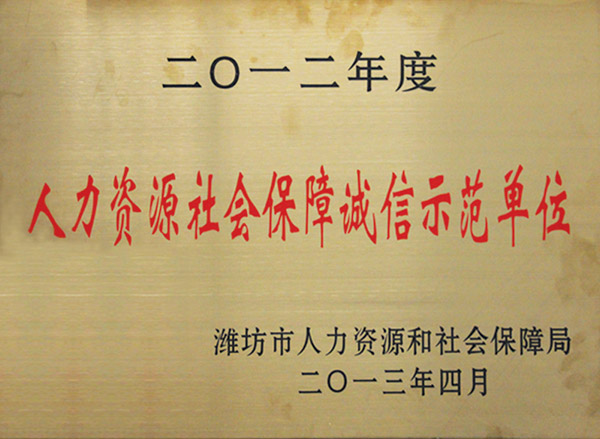 二〇一二年度
人力资源社会保障诚信示范单位
潍坊市人力资源和社会保障局
二〇一三年四月